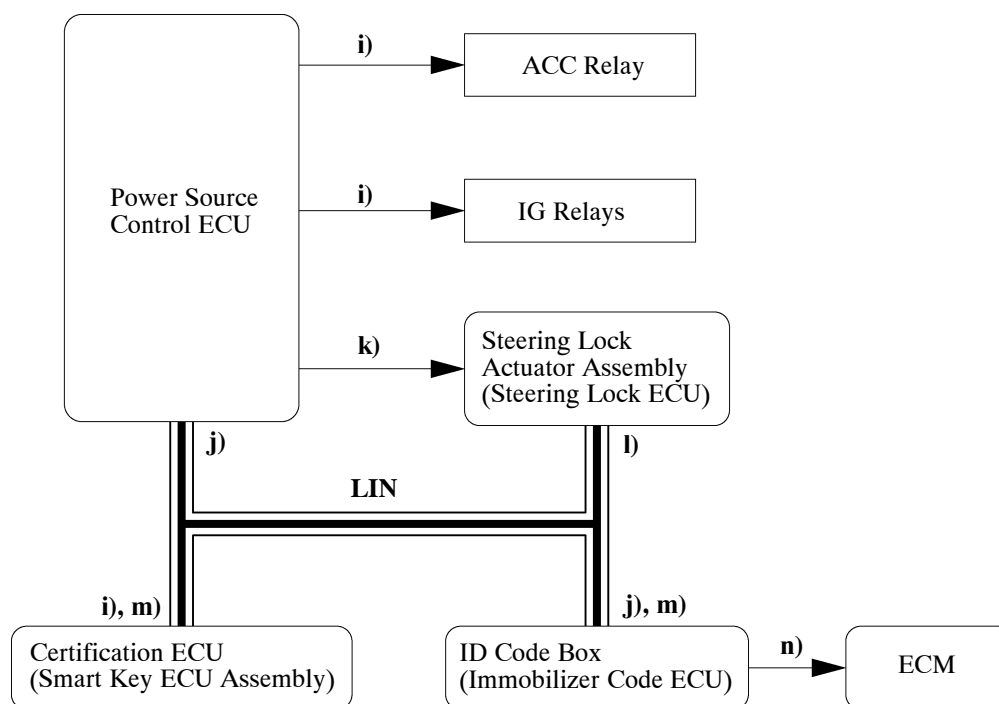 i)
ACC Relay
Power Source
Control ECU
i)
IG Relays
k)
Steering Lock
Actuator Assembly
(Steering Lock ECU)
j)
l)
LIN
i), m)
j), m)
Certification ECU
(Smart Key ECU Assembly)
ID Code Box
(Immobilizer Code ECU)
n)
ECM